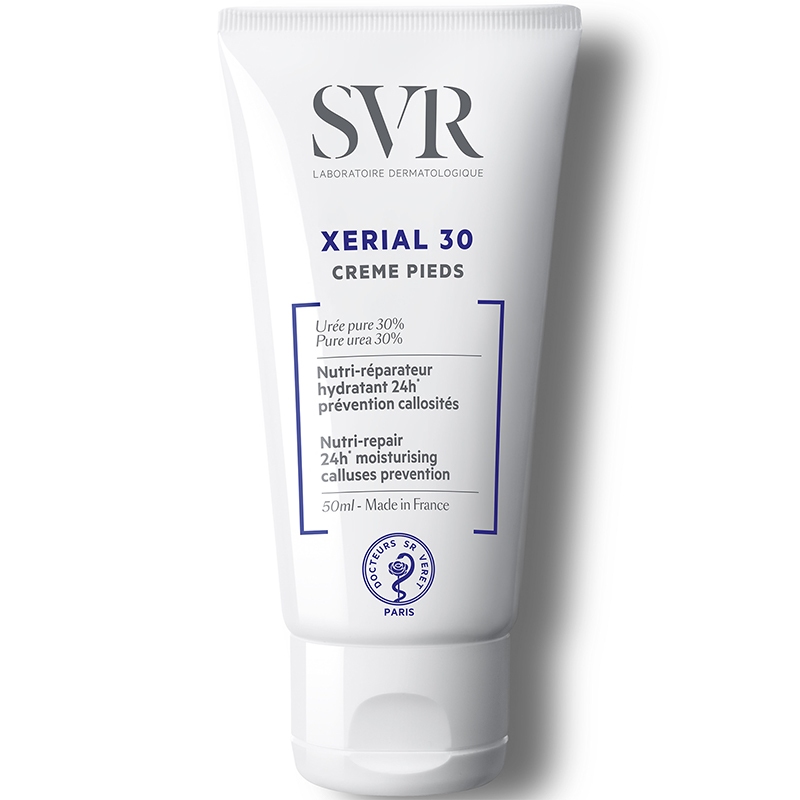 SVR
LABORATOIRE DERMATOLOGIQUE
XERIAL 30
CREME PIEDS
Urée pure 30%
Pure urea 30%
Nutri-réparateur
hydratant 24h*
prévention callosités
Nutri-repair
24h* moisturising
calluses prevention
50ml - Made in France
DOCTEURS SR VERET
PARIS